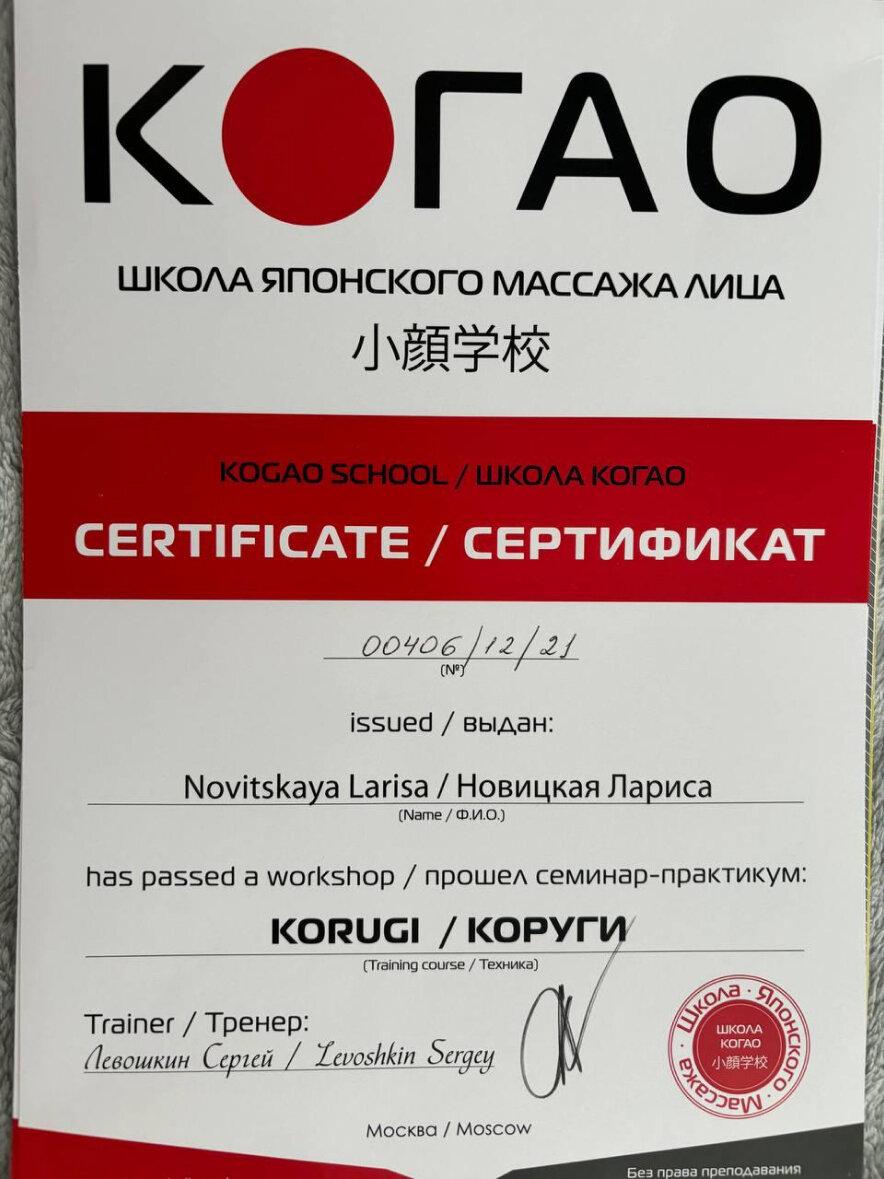 КОГАО
ШКОЛА ЯПОНСКОГО МАССАЖА ЛИЦА
小顔学校
KOGAO SCHOOL / ШКОЛА КОГАО
CERTIFICATE / СЕРТИФИКАТ
00406/12/21
(№)
issued / выдан:
Novitskaya Larisa / Новицкая Лариса
(Name / Ф.И.О.)
has passed a workshop / прошел семинар-практикум:
KORUGI / КОРУГИ
(Training course / Техника)
Trainer / Тренер:
Левошкин Сергей / Levoshkin Sergey
Школа · Японского · Массажа ·
ШКОЛА
КОГАО
小顔学校
Москва / Moscow
Без права преподавания